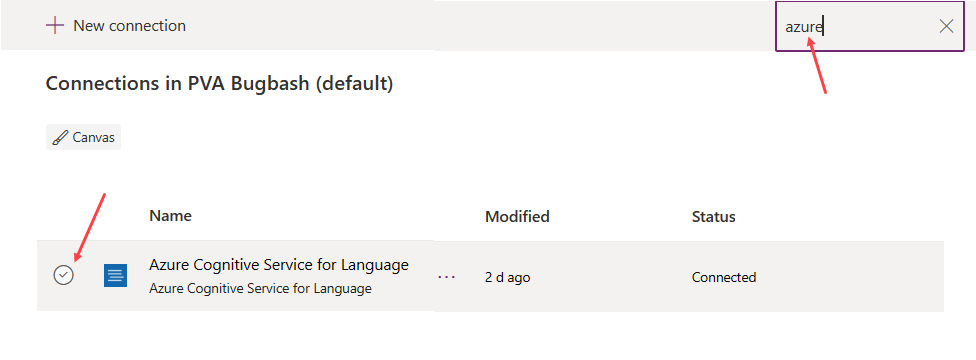 New connection
azure
Connections in PVA Bugbash (default)
Canvas
Name Modified Status
Azure Cognitive Service for Language ... 2 d ago Connected
Azure Cognitive Service for Language